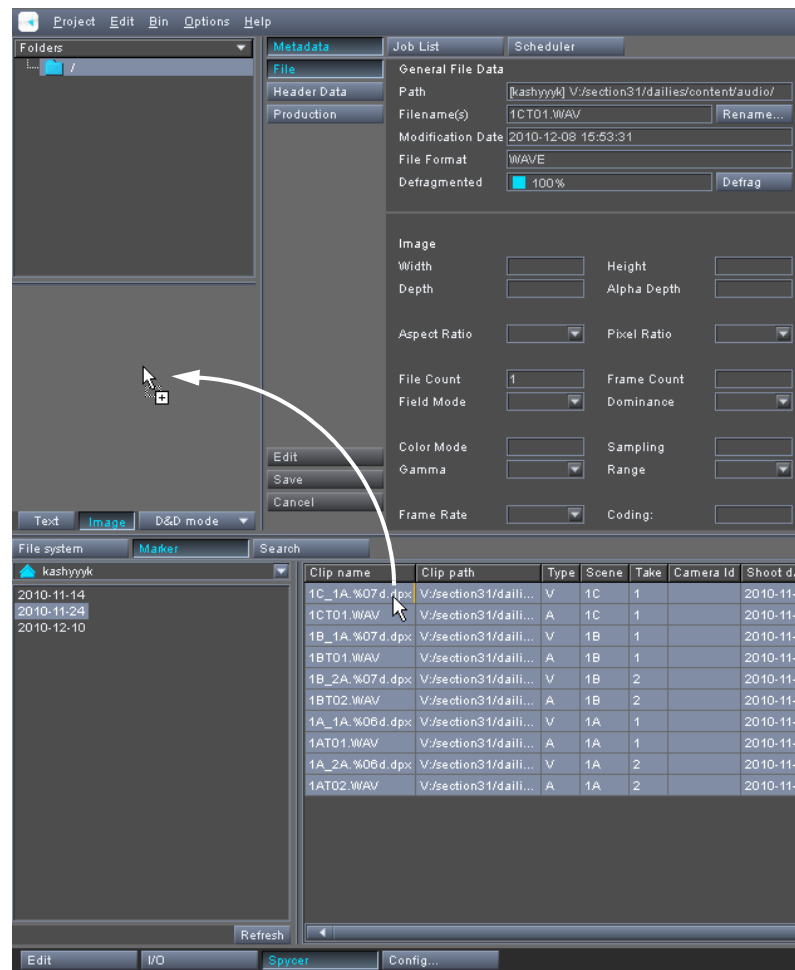 Project Edit Bin Options Help
Folders
/
Metadata Job List Scheduler
File
Header Data
Production
General File Data
Path [kashyyyk] V:/section31/dailies/content/audio/
Filename(s) 1CT01.WAV Rename...
Modification Date 2010-12-08 15:53:31
File Format WAVE
Defragmented 100% Defrag
Image
Width Height
Depth Alpha Depth
Aspect Ratio Pixel Ratio
File Count 1 Frame Count
Field Mode Dominance
Color Mode Sampling
Gamma Range
Frame Rate Coding:
Edit
Save
Cancel
Text Image D&D mode
File system Marker Search
kashyyyk
2010-11-14
2010-11-24
2010-12-10
Clip name Clip path Type Scene Take Camera Id Shoot d
1C_1A.%07d.dpx V:/section31/daili... V 1C 1 2010-11-
1CT01.WAV V:/section31/daili... A 1C 1 2010-11-
1B_1A.%07d.dpx V:/section31/daili... V 1B 1 2010-11-
1BT01.WAV V:/section31/daili... A 1B 1 2010-11-
1B_2A.%07d.dpx V:/section31/daili... V 1B 2 2010-11-
1BT02.WAV V:/section31/daili... A 1B 2 2010-11-
1A_1A.%06d.dpx V:/section31/daili... V 1A 1 2010-11-
1AT01.WAV V:/section31/daili... A 1A 1 2010-11-
1A_2A.%06d.dpx V:/section31/daili... V 1A 2 2010-11-
1AT02.WAV V:/section31/daili... A 1A 2 2010-11-
Refresh
Edit I/O Spycer Config...